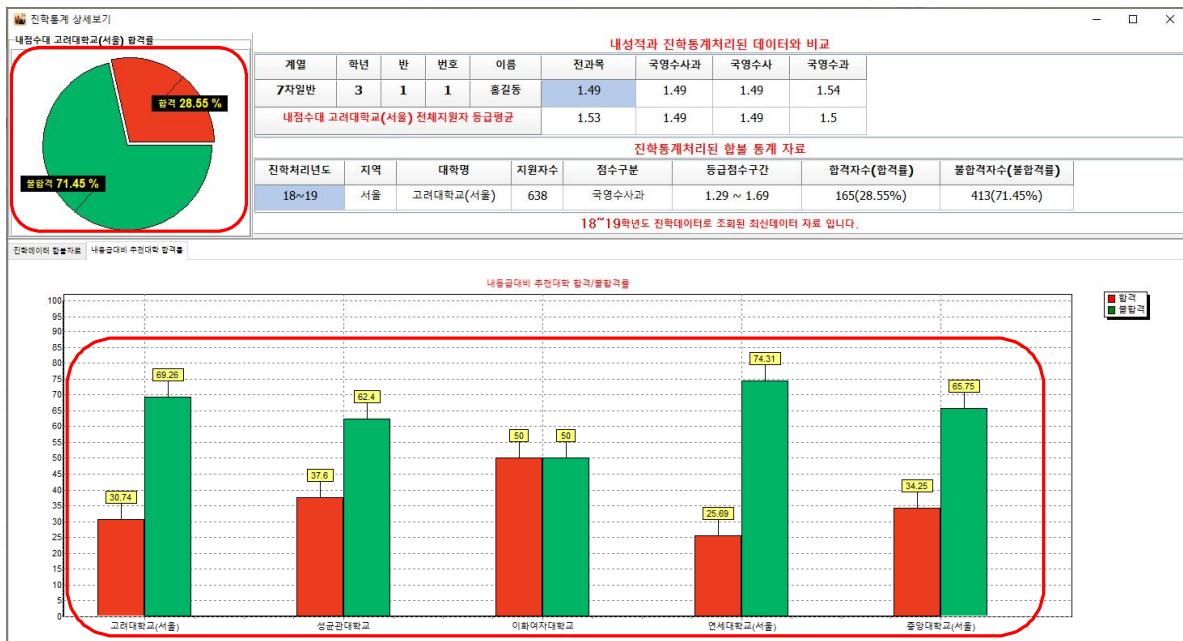 진학통계 상세보기
내점수대 고려대학교(서울) 합격률
합격 28.55 %
불합격 71.45 %
내성적과 진학통계처리된 데이터와 비교
계열 학년 반 번호 이름 전과목 국영수사과 국영수사 국영수과
7차일반 3 1 1 홍길동 1.49 1.49 1.49 1.54
내점수대 고려대학교(서울) 전체지원자 등급평균 1.53 1.49 1.49 1.5
진학통계처리된 합불 통계 자료
진학처리년도 지역 대학명 지원자수 점수구분 등급점수구간 합격자수(합격률) 불합격자수(불합격률)
18~19 서울 고려대학교(서울) 638 국영수사과 1.29 ~ 1.69 165(28.55%) 413(71.45%)
18~19학년도 진학데이터로 조회된 최신데이터 자료 입니다.
진학데이터 합불자료 내등급대비 추천대학 합격률
내등급대비 추천대학 합격/불합격률
합격
불합격
100
95
90
85
80
75
70
65
60
55
50
45
40
35
30
25
20
15
10
5
0
30.74 69.26 37.6 62.4 50 50 25.69 74.31 34.25 65.75
고려대학교(서울) 성균관대학교 이화여자대학교 연세대학교(서울) 중앙대학교(서울)